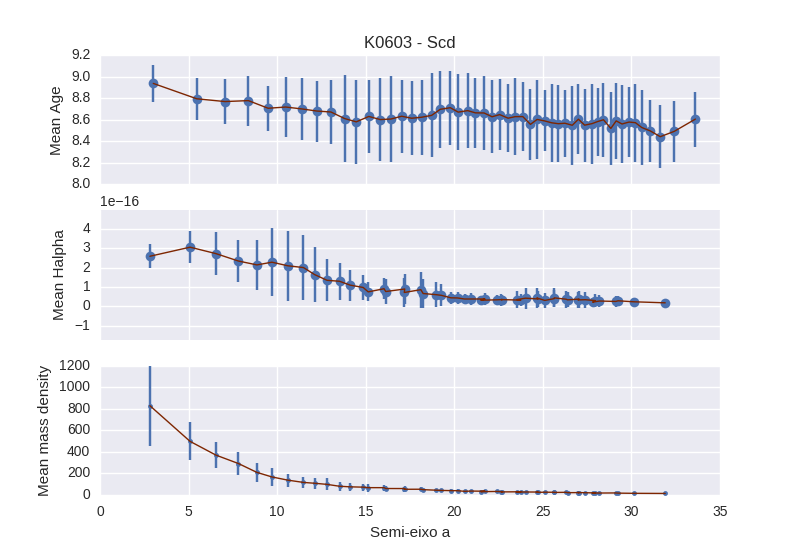 K0603 - Scd
9.2
9.0
8.8
8.6
8.4
8.2
8.0
Mean Age
1e−16
4
3
2
1
0
−1
Mean Halpha
1200
1000
800
600
400
200
0
Mean mass density
0 5 10 15 20 25 30 35
Semi-eixo a